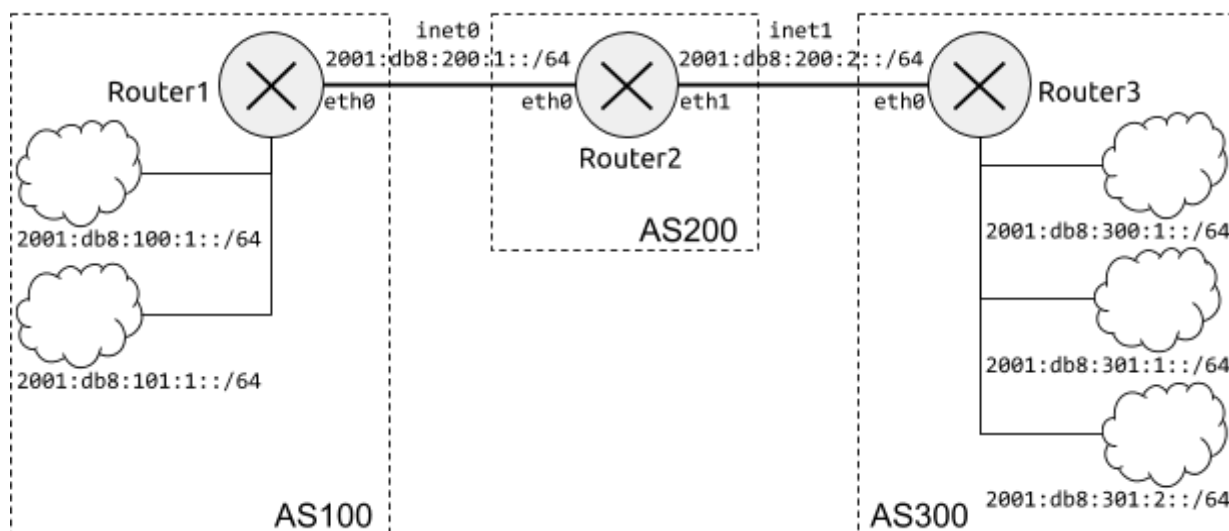 inet0
inet1
2001:db8:200:1::/64
2001:db8:200:2::/64
Router1
eth0
eth0
eth1
eth0
Router3
Router2
2001:db8:100:1::/64
AS200
2001:db8:300:1::/64
2001:db8:101:1::/64
2001:db8:301:1::/64
2001:db8:301:2::/64
AS100
AS300